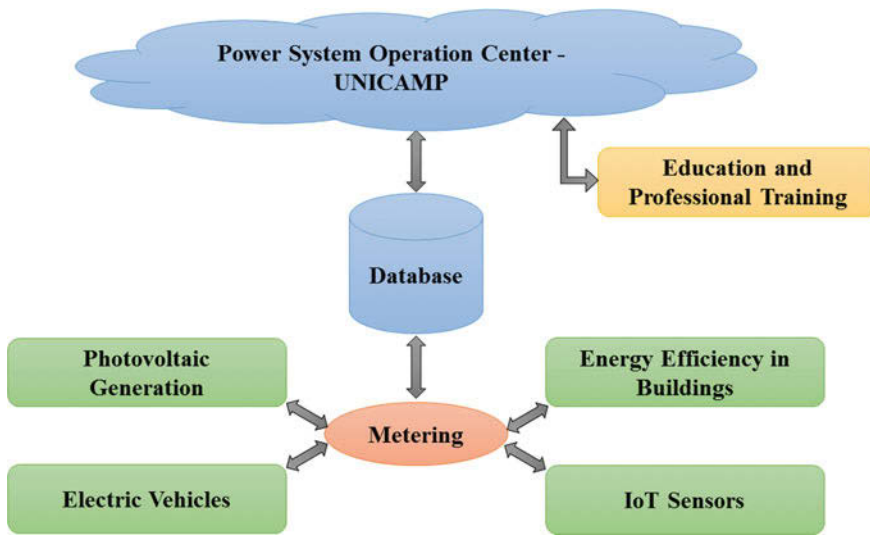 Power System Operation Center -
UNICAMP
Education and
Professional Training
Database
Photovoltaic
Generation
Energy Efficiency in
Buildings
Metering
Electric Vehicles
IoT Sensors